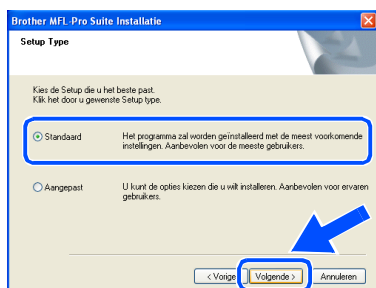 Brother MFL-Pro Suite Installatie
Setup Type
Kies de Setup die u het beste past.
Klik het door u gewenste Setup type.
Standaard
Het programma zal worden geïnstalleerd met de meest voorkomende
instellingen. Aanbevolen voor de meeste gebruikers.
Aangepast
U kunt de opties kiezen die u wilt installeren. Aanbevolen voor ervaren
gebruikers.
< Vorige
Volgende >
Annuleren